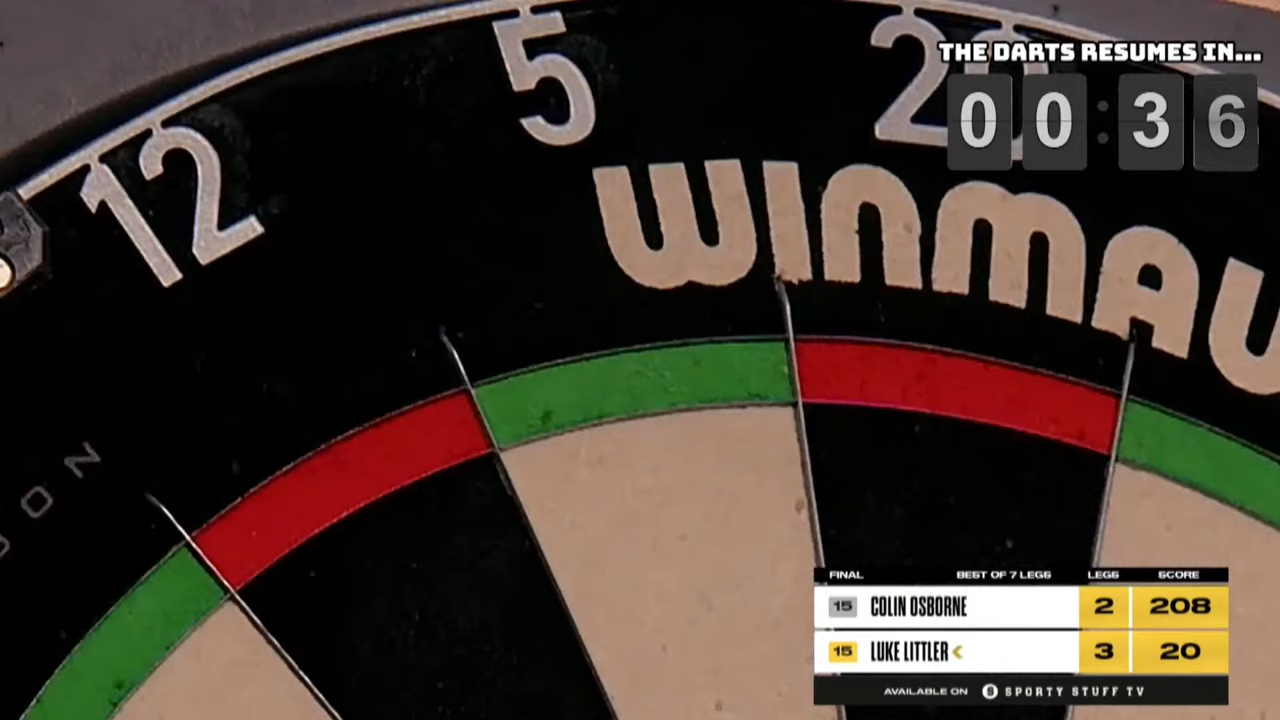 THE DARTS RESUMES IN...
00:36
12
5
20
WINMAU
FINAL BEST OF 7 LEGS LEGS SCORE
15 COLIN OSBORNE 2 208
15 LUKE LITTLER 3 20
AVAILABLE ON S SPORTY STUFF TV